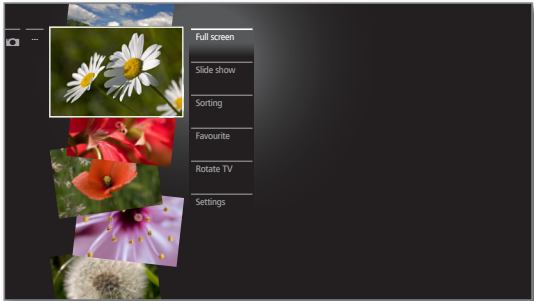 ...
Full screen
Slide show
Sorting
Favourite
Rotate TV
Settings